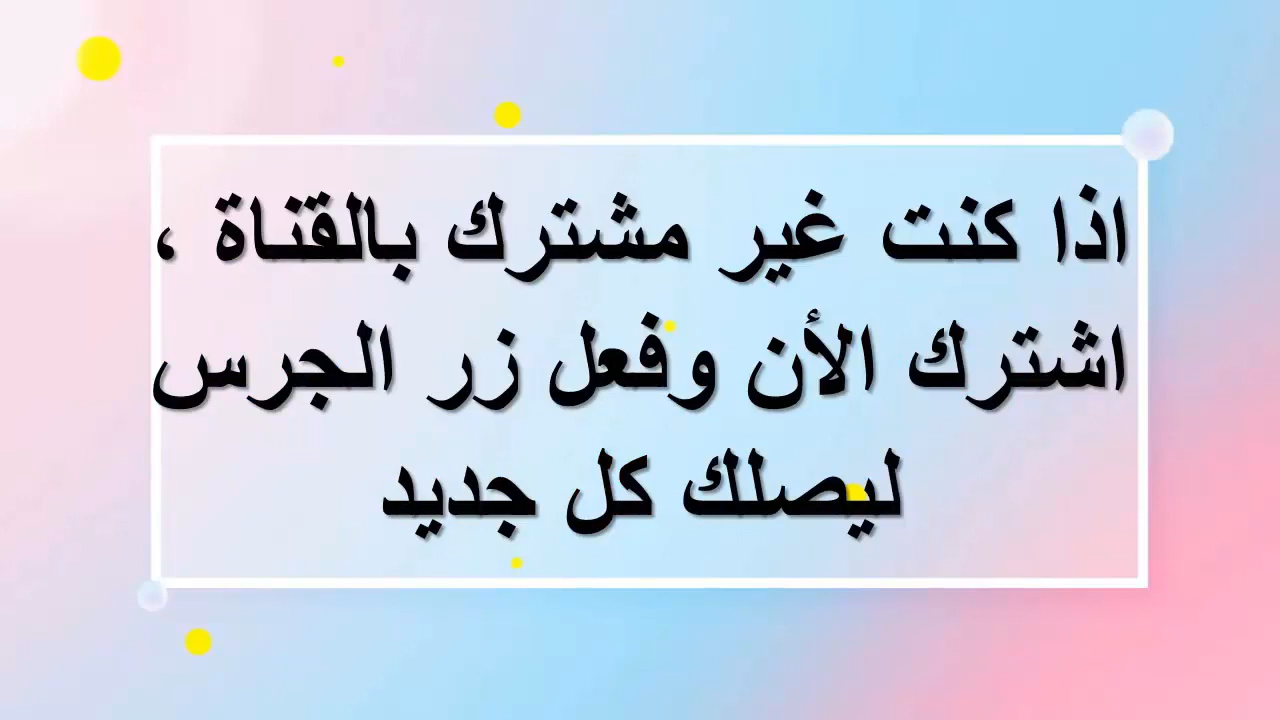 اذا كنت غير مشترك بالقناة ،
اشترك الأن وفعل زر الجرس
ليصلك كل جديد